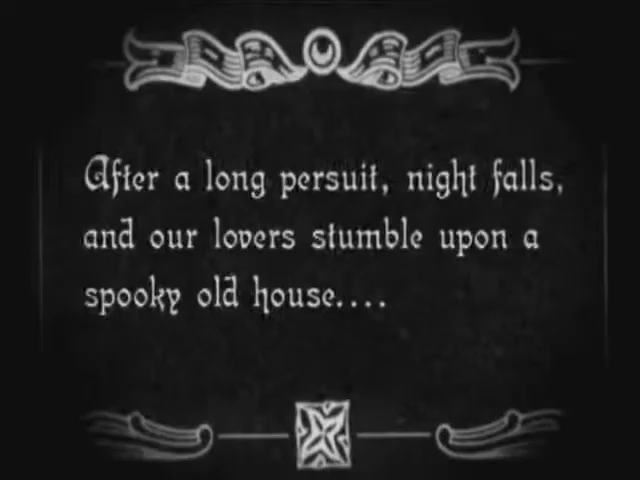 After a long persuit, night falls,
and our lovers stumble upon a
spooky old house....